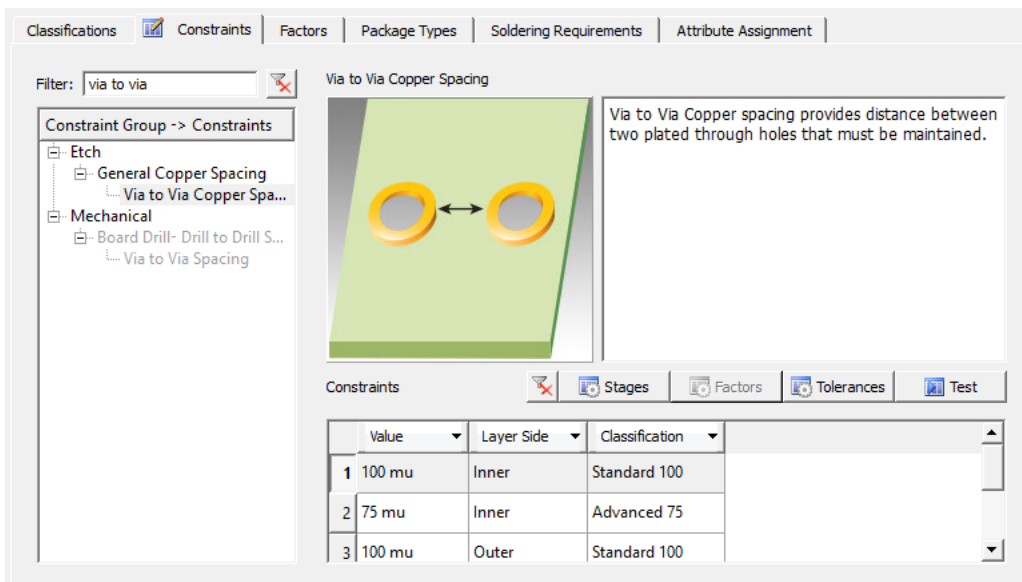 Classifications Constraints Factors Package Types Soldering Requirements Attribute Assignment
Filter: via to via
Constraint Group -> Constraints
Etch
General Copper Spacing
Via to Via Copper Spa...
Mechanical
Board Drill- Drill to Drill S...
Via to Via Spacing
Via to Via Copper Spacing
Via to Via Copper spacing provides distance between
two plated through holes that must be maintained.
Constraints Stages Factors Tolerances Test
Value Layer Side Classification
1 100 mu Inner Standard 100
2 75 mu Inner Advanced 75
3 100 mu Outer Standard 100